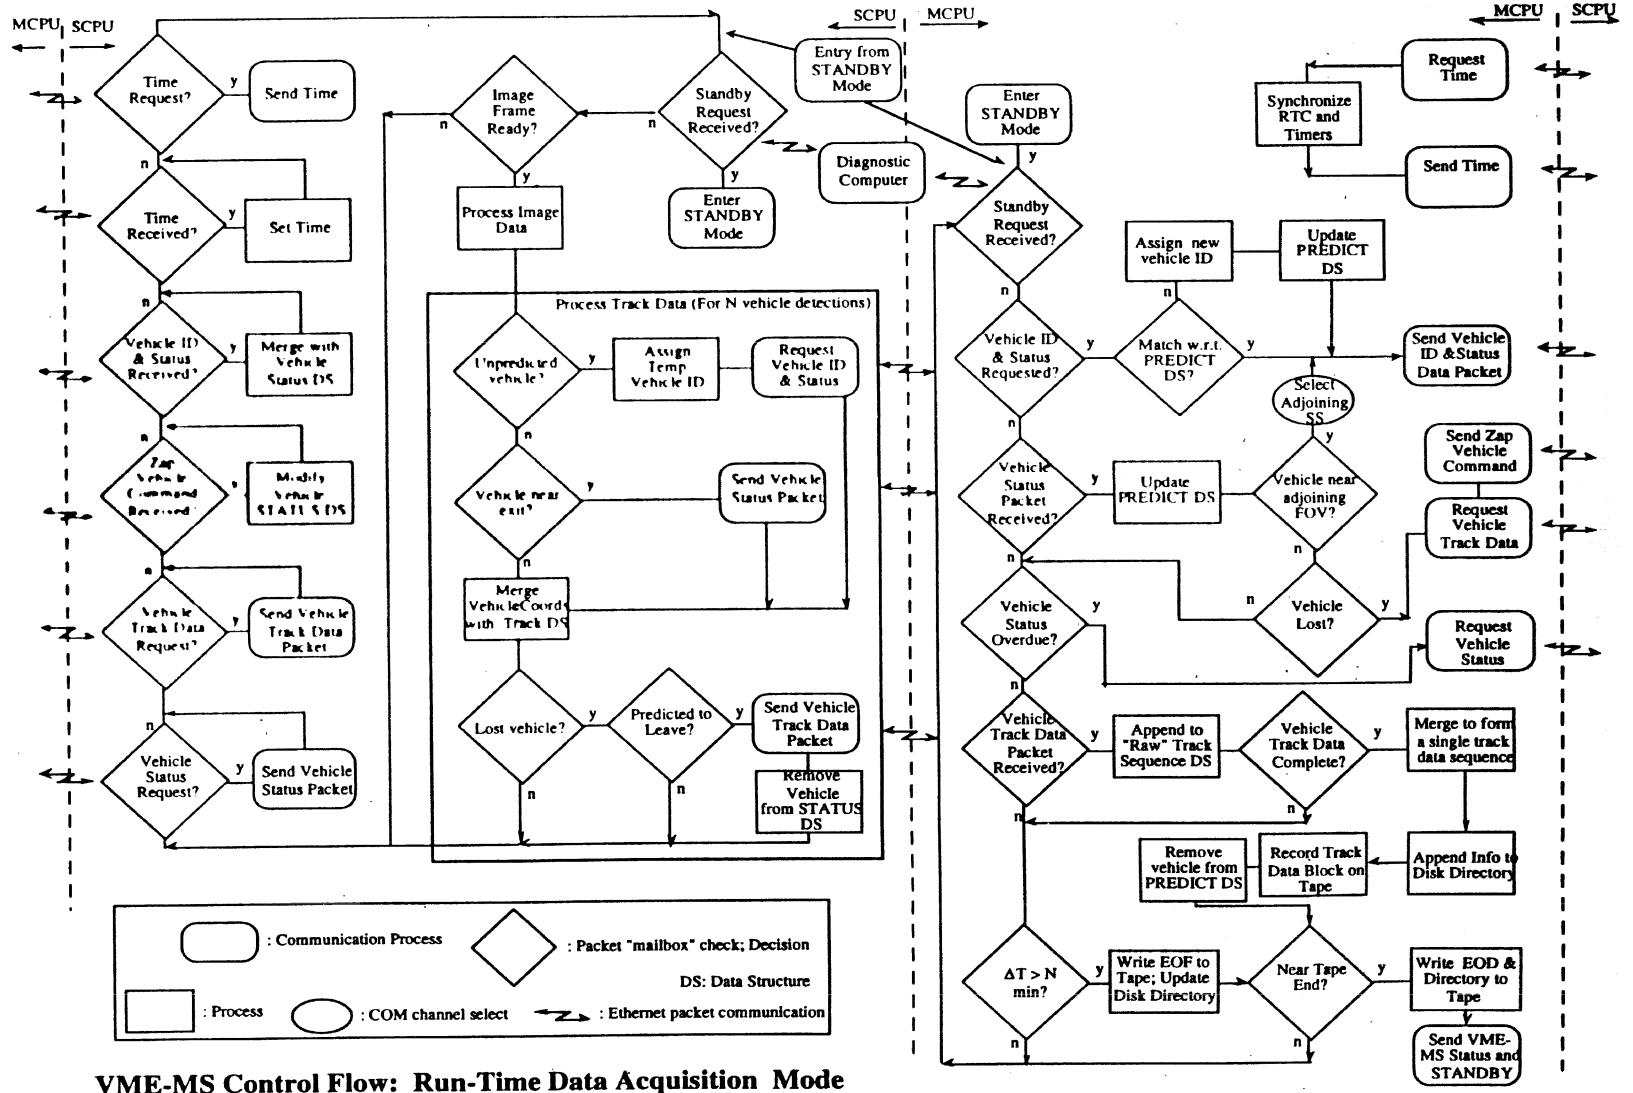 MCPU
SCPU
SCPU
MCPU
MCPU
SCPU
Time
Request?
y
Send Time
n
Time
Received?
y
Set Time
n
Vehicle ID
& Status
Received?
y
Merge with
Vehicle
Status DS
n
Zap
Vehicle
Command
Received?
y
Modify
Vehicle
STATUS DS
n
Vehicle
Track Data
Request?
y
Send Vehicle
Track Data
Packet
n
Vehicle
Status
Request?
y
Send Vehicle
Status Packet
Image
Frame
Ready?
n
y
Standby
Request
Received?
n
y
Enter
STANDBY
Mode
Entry from
STANDBY
Mode
Diagnostic
Computer
Process Image
Data
Process Track Data (For N vehicle detections)
Unpredicted
vehicle?
y
Assign
Temp
Vehicle ID
Request
Vehicle ID
& Status
n
Vehicle near
exit?
y
Send Vehicle
Status Packet
n
Merge
VehicleCoords
with Track DS
Lost vehicle?
y
n
Predicted to
Leave?
y
n
Send Vehicle
Track Data
Packet
Remove
Vehicle
from STATUS
DS
Enter
STANDBY
Mode
y
Standby
Request
Received?
n
Vehicle ID
& Status
Requested?
y
Match w.r.t.
PREDICT
DS?
y
n
Assign new
vehicle ID
Update
PREDICT
DS
Send Vehicle
ID &Status
Data Packet
Select
Adjoining
SS
y
n
Vehicle
Status
Packet
Received?
y
Update
PREDICT DS
Vehicle near
adjoining
FOV?
n
Vehicle
Lost?
n
y
Send Zap
Vehicle
Command
Request
Vehicle
Track Data
n
Vehicle
Status
Overdue?
y
Request
Vehicle
Status
n
Vehicle
Track Data
Packet
Received?
y
Append to
"Raw" Track
Sequence DS
Vehicle
Track Data
Complete?
y
n
Merge to form
a single track
data sequence
n
Append Info to
Disk Directory
Record Track
Data Block on
Tape
Remove
vehicle from
PREDICT DS
ΔT > N
min?
y
n
Write EOF to
Tape; Update
Disk Directory
Near Tape
End?
y
n
Write EOD &
Directory to
Tape
Send VME-
MS Status and
STANDBY
Request
Time
Synchronize
RTC and
Timers
Send Time
: Communication Process
: Packet "mailbox" check; Decision
DS: Data Structure
: Process
: COM channel select
: Ethernet packet communication
VME-MS Control Flow: Run-Time Data Acquisition Mode